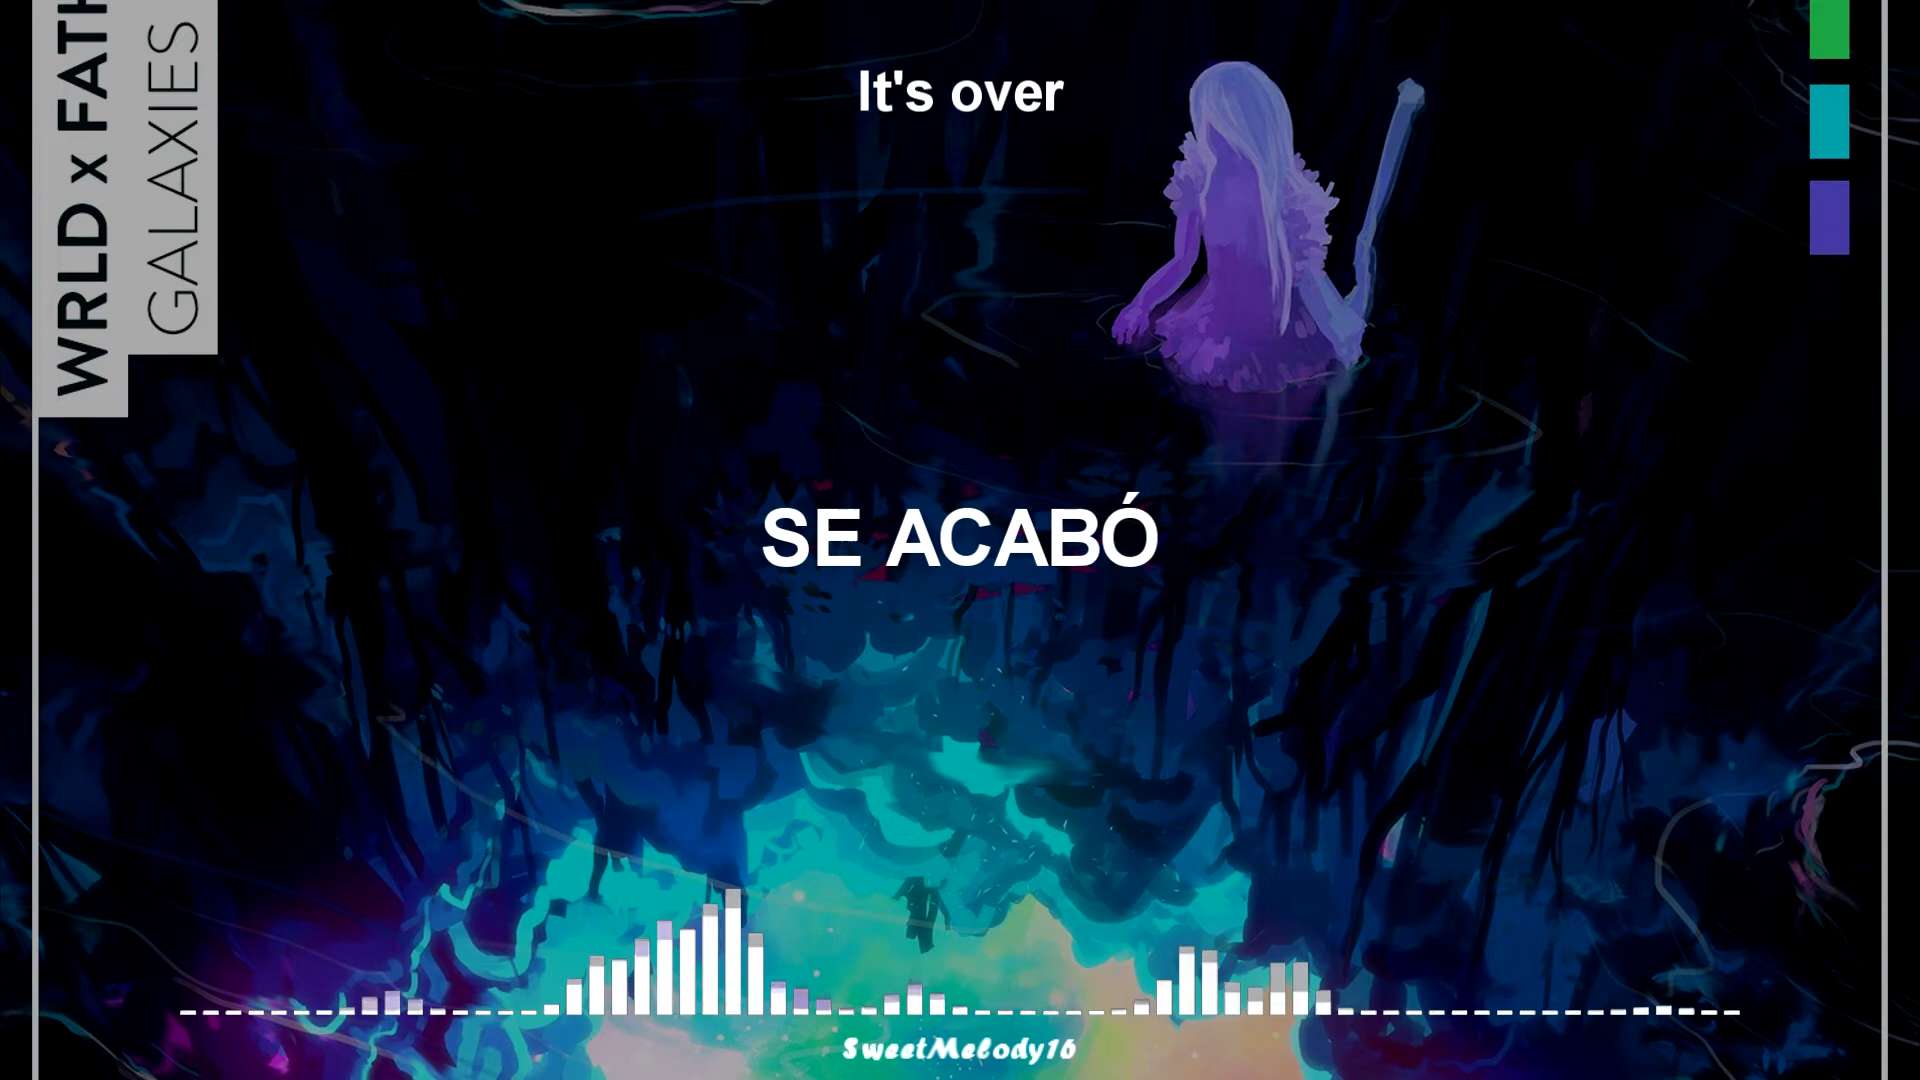 WRLD x FATH
GALAXIES
It's over
SE ACABÓ
SweetMelody16